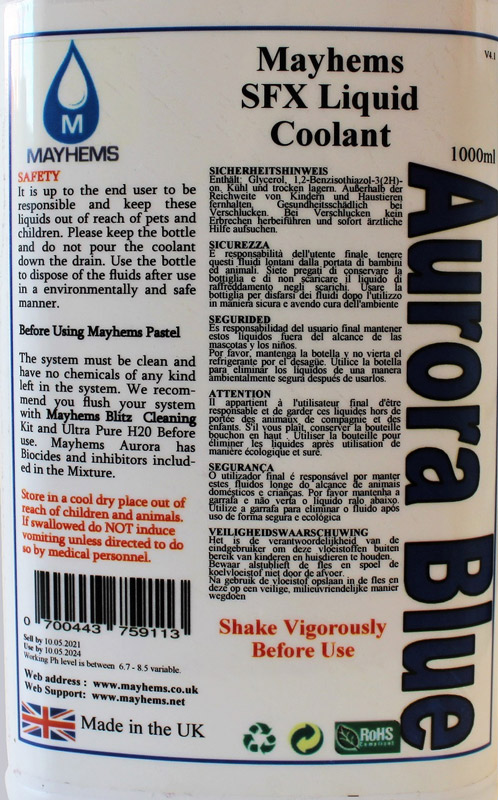 V4.1
M
MAYHEMS
Mayhems
SFX Liquid
Coolant
1000ml
Aurora Blue
SAFETY
It is up to the end user to be
responsible and keep these
liquids out of reach of pets and
children. Please keep the bottle
and do not pour the coolant
down the drain. Use the bottle
to dispose of the fluids after use
in a environmentally and safe
manner.
Before Using Mayhems Pastel
The system must be clean and
have no chemicals of any kind
left in the system. We recom-
mend you flush your system
with Mayhems Blitz Cleaning
Kit and Ultra Pure H20 Before
use. Mayhems Aurora has
Biocides and inhibitors includ-
ed in the Mixture.
Store in a cool dry place out of
reach of children and animals.
If swallowed do NOT induce
vomiting unless directed to do
so by medical personnel.
0 700443 759113
Sell by 10.05.2021
Use by 10.05.2024
Working Ph level is between 6.7 - 8.5 variable.
Web address : www.mayhems.co.uk
Web Support: www.mayhems.net
Made in the UK
SICHERHEITSHINWEIS
Enthält: Glycerol, 1,2-Benzisothiazol-3(2H)-
on, Kühl und trocken lagern. Außerhalb der
Reichweite von Kindern und Haustieren
fernhalten. Gesundheitsschädlich bei
Verschlucken. Bei Verschlucken kein
Erbrechen herbeiführen und sofort ärztliche
Hilfe aufsuchen.
SICUREZZA
È responsabilità dell'utente finale tenere
questi fluidi lontani dalla portata di bambini
ed animali. Siete pregati di conservare la
bottiglia e di non scaricare il liquido di
raffreddamento negli scarichi. Usare la
bottiglia per disfarsi dei fluidi dopo l'utilizzo
in maniera sicura e avendo cura dell'ambiente
SEGURIDED
Es responsabilidad del usuario final mantener
estos líquidos fuera del alcance de las
mascotas y los niños.
Por favor, mantenga la botella y no vierta el
refrigerante por el desagüe. Utilice la botella
para eliminar los líquidos de una manera
ambientalmente segura después de usarlos.
ATTENTION
Il appartient à l'utilisateur final d'être
responsable et de garder ces liquides hors de
portée des animaux de compagnie et des
enfants. S'il vous plaît, conserver la bouteille
bouchon en haut . Utiliser la bouteille pour
éliminer les liquides après utilisation de
manière écologique et suré.
SEGURANÇA
O utilizador final é responsável por manter
estes fluidos longe do alcance de animais
domésticos e crianças. Por favor mantenha a
garrafa e não verta o liquido ralo abaixo.
Utilize a garrafa para eliminar o fluido após
uso de forma segura e ecológica
VEILIGHEIDSWAARSCHUWING
Het is de verantwoordelijkheid van de
eindgebruiker om deze vloeistoffen buiten
bereik van kinderen en huisdieren te houden.
Bewaar alstublieft de fles en spoel de
koelvloeistof niet door de afvoer.
Na gebruik de vloeistof opslaan in de fles en
deze op een veilige, milieuvriendelijke manier
wegdoen
Shake Vigorously
Before Use
RoHS
Compliant